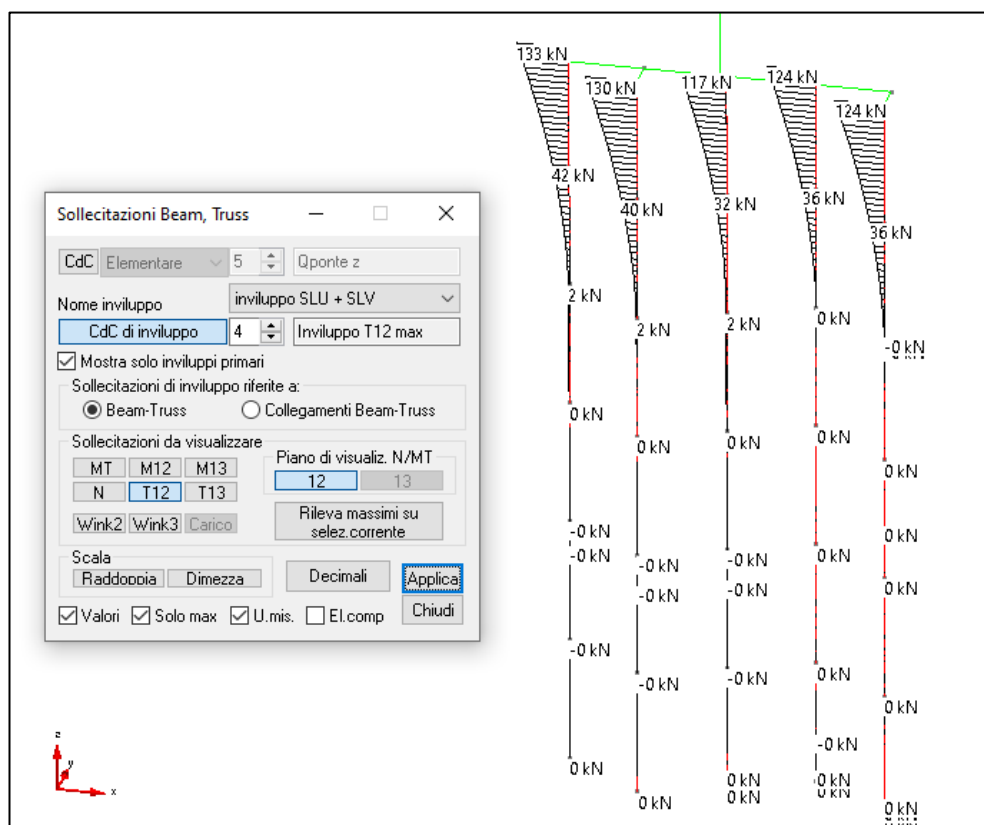 Sollecitazioni Beam, Truss
CdC Elementare 5 Qponte z
Nome inviluppo inviluppo SLU + SLV
CdC di inviluppo 4 Inviluppo T12 max
Mostra solo inviluppi primari
Sollecitazioni di inviluppo riferite a:
Beam-Truss Collegamenti Beam-Truss
Sollecitazioni da visualizzare
MT M12 M13
N T12 T13
Wink2 Wink3 Carico
Piano di visualiz. N/MT
12 13
Rileva massimi su
selez.corrente
Scala
Raddoppia Dimezza
Decimali
Applica
Chiudi
Valori Solo max U.mis. El.comp
z
y
x
133 kN
42 kN
2 kN
0 kN
-0 kN
-0 kN
-0 kN
0 kN
130 kN
40 kN
2 kN
0 kN
-0 kN
-0 kN
-0 kN
0 kN
117 kN
32 kN
2 kN
0 kN
-0 kN
-0 kN
-0 kN
0 kN
0 kN
124 kN
36 kN
0 kN
0 kN
0 kN
0 kN
-0 kN
0 kN
0 kN
124 kN
36 kN
-0 kN
0 kN
0 kN
0 kN
0 kN
0 kN
0 kN